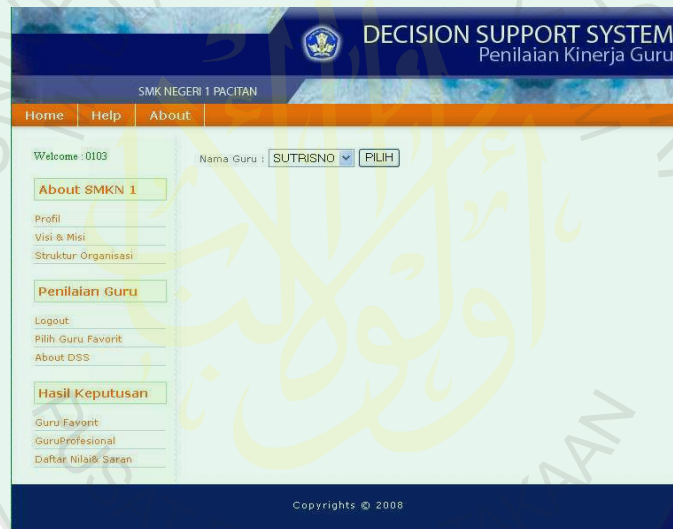 DECISION SUPPORT SYSTEM
Penilaian Kinerja Guru
SMK NEGERI 1 PACITAN
Home Help About
Welcome : 0103
Nama Guru : SUTRISNO PILIH
About SMKN 1
Profil
Visi & Misi
Struktur Organisasi
Penilaian Guru
Logout
Pilih Guru Favorit
About DSS
Hasil Keputusan
Guru Favorit
GuruProfesional
Daftar Nilai& Saran
Copyrights © 2008